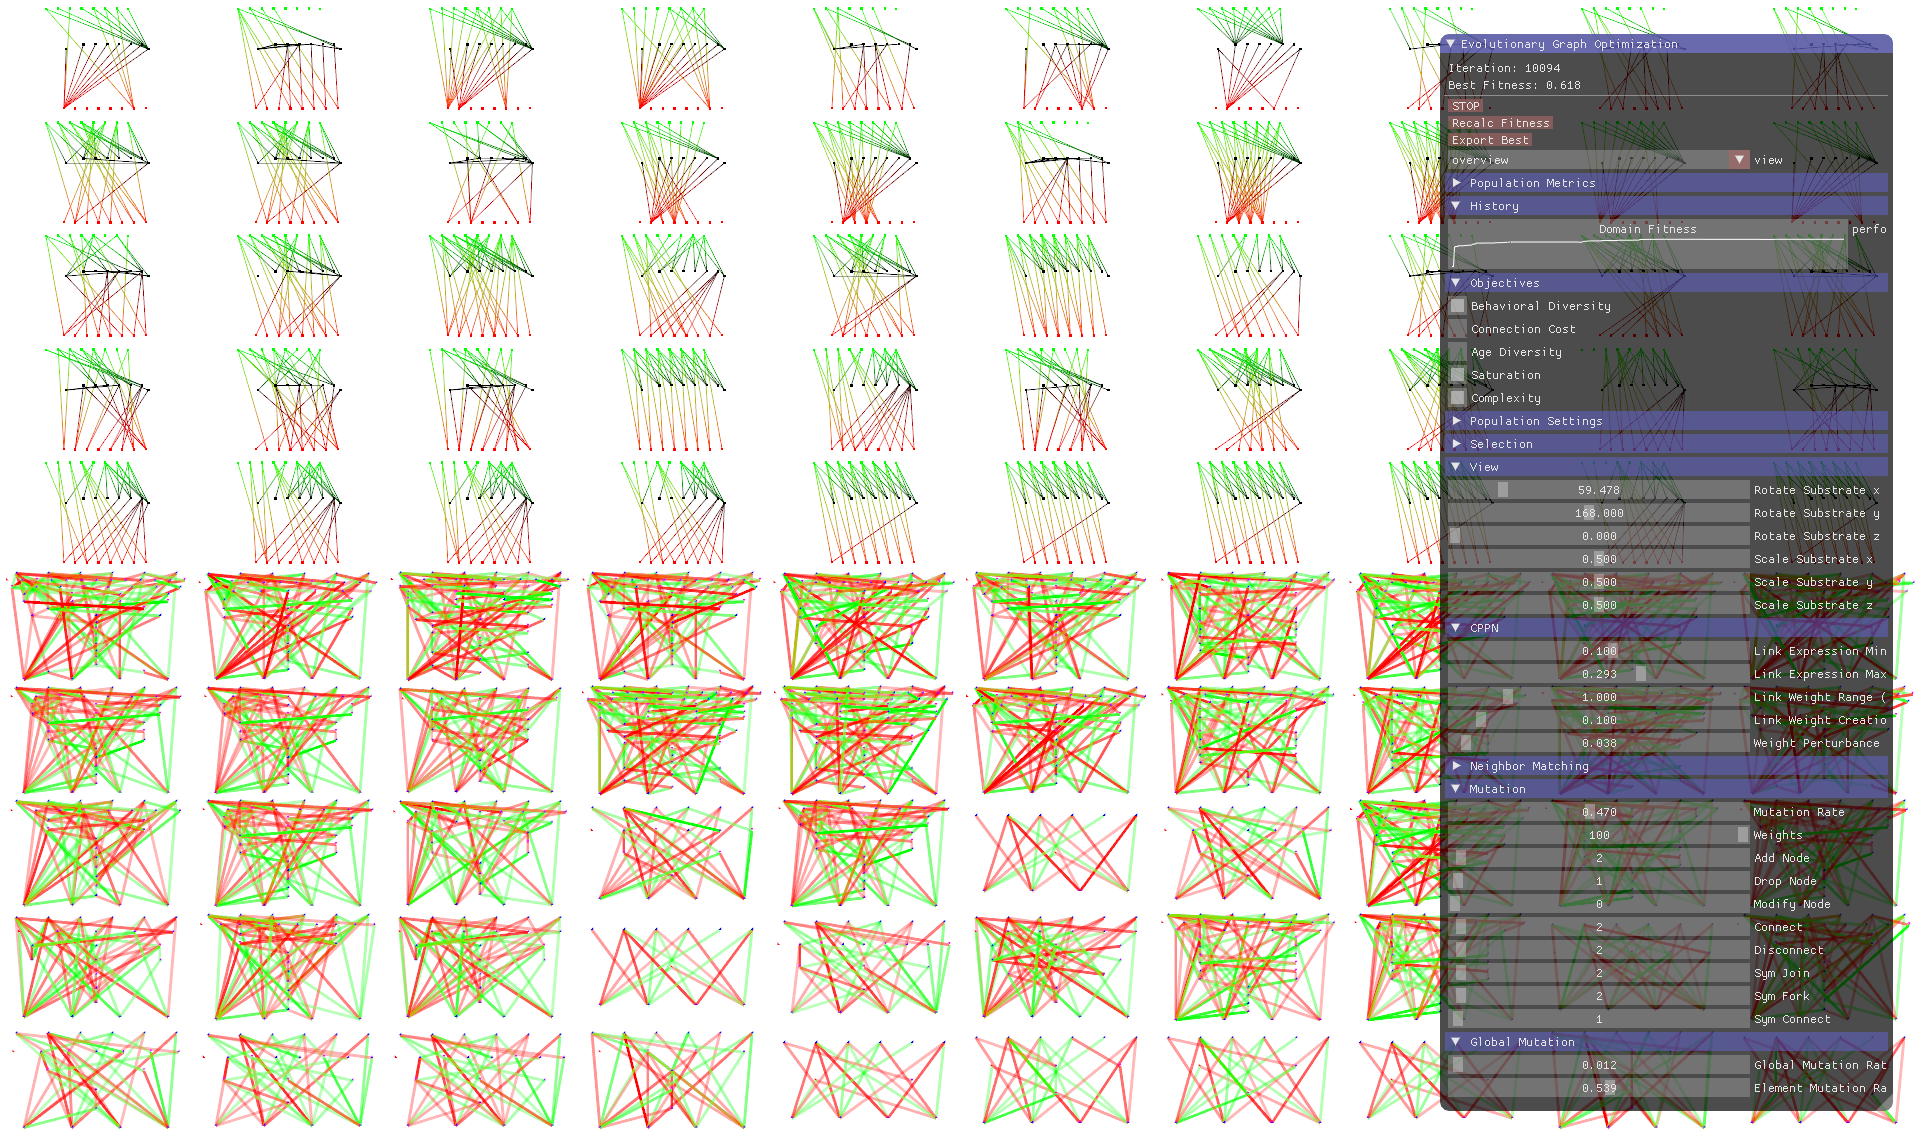 Evolutionary Graph Optimization
Iteration: 10094
Best Fitness: 0.618
STOP
Recalc Fitness
Export Best
overview view
Population Metrics
History
Domain Fitness perfo
Objectives
Behavioral Diversity
Connection Cost
Age Diversity
Saturation
Complexity
Population Settings
Selection
View
59.478 Rotate Substrate x
168.000 Rotate Substrate y
0.000 Rotate Substrate z
0.500 Scale Substrate x
0.500 Scale Substrate y
0.500 Scale Substrate z
CPPN
0.100 Link Expression Min
0.293 Link Expression Max
1.000 Link Weight Range (
0.100 Link Weight Creatio
0.038 Weight Perturbance
Neighbor Matching
Mutation
0.470 Mutation Rate
100 Weights
2 Add Node
1 Drop Node
0 Modify Node
2 Connect
2 Disconnect
2 Sym Join
2 Sym Fork
1 Sym Connect
Global Mutation
0.012 Global Mutation Rat
0.539 Element Mutation Ra